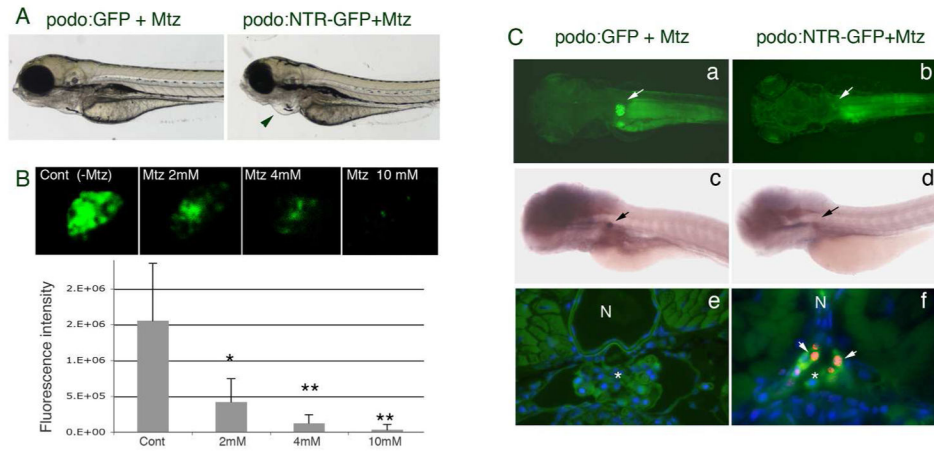 A
podo:GFP + Mtz
podo:NTR-GFP+Mtz
B
Cont (-Mtz)
Mtz 2mM
Mtz 4mM
Mtz 10 mM
Fluorescence intensity
2.E+06
2.E+06
1.E+06
5.E+05
0.E+00
*
**
**
Cont
2mM
4mM
10mM
C
podo:GFP + Mtz
podo:NTR-GFP+Mtz
a
b
c
d
N
e
*
N
f
*